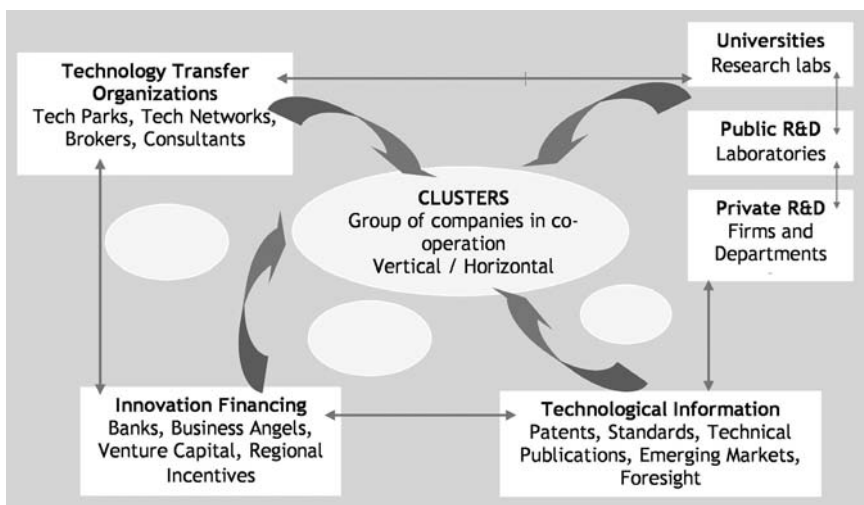 Technology Transfer
Organizations
Tech Parks, Tech Networks,
Brokers, Consultants
Universities
Research labs
Public R&D
Laboratories
Private R&D
Firms and
Departments
CLUSTERS
Group of companies in co-
operation
Vertical / Horizontal
Innovation Financing
Banks, Business Angels,
Venture Capital, Regional
Incentives
Technological Information
Patents, Standards, Technical
Publications, Emerging Markets,
Foresight